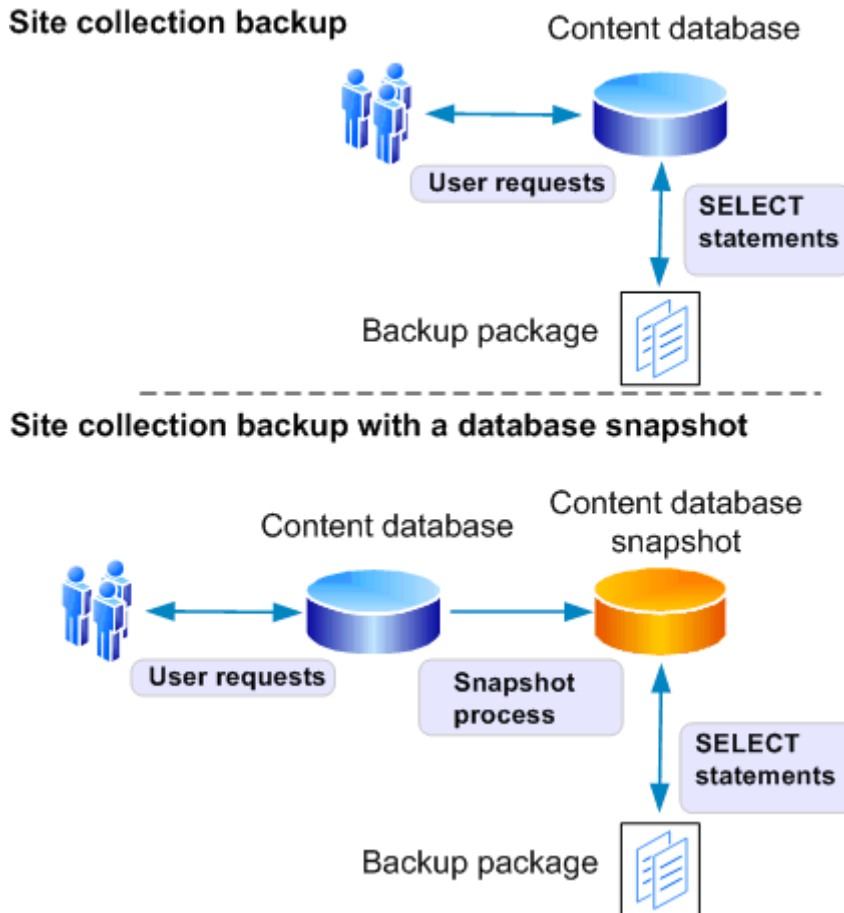 Site collection backup
Content database
User requests
SELECT
statements
Backup package
Site collection backup with a database snapshot
Content database
Content database
snapshot
User requests
Snapshot
process
SELECT
statements
Backup package